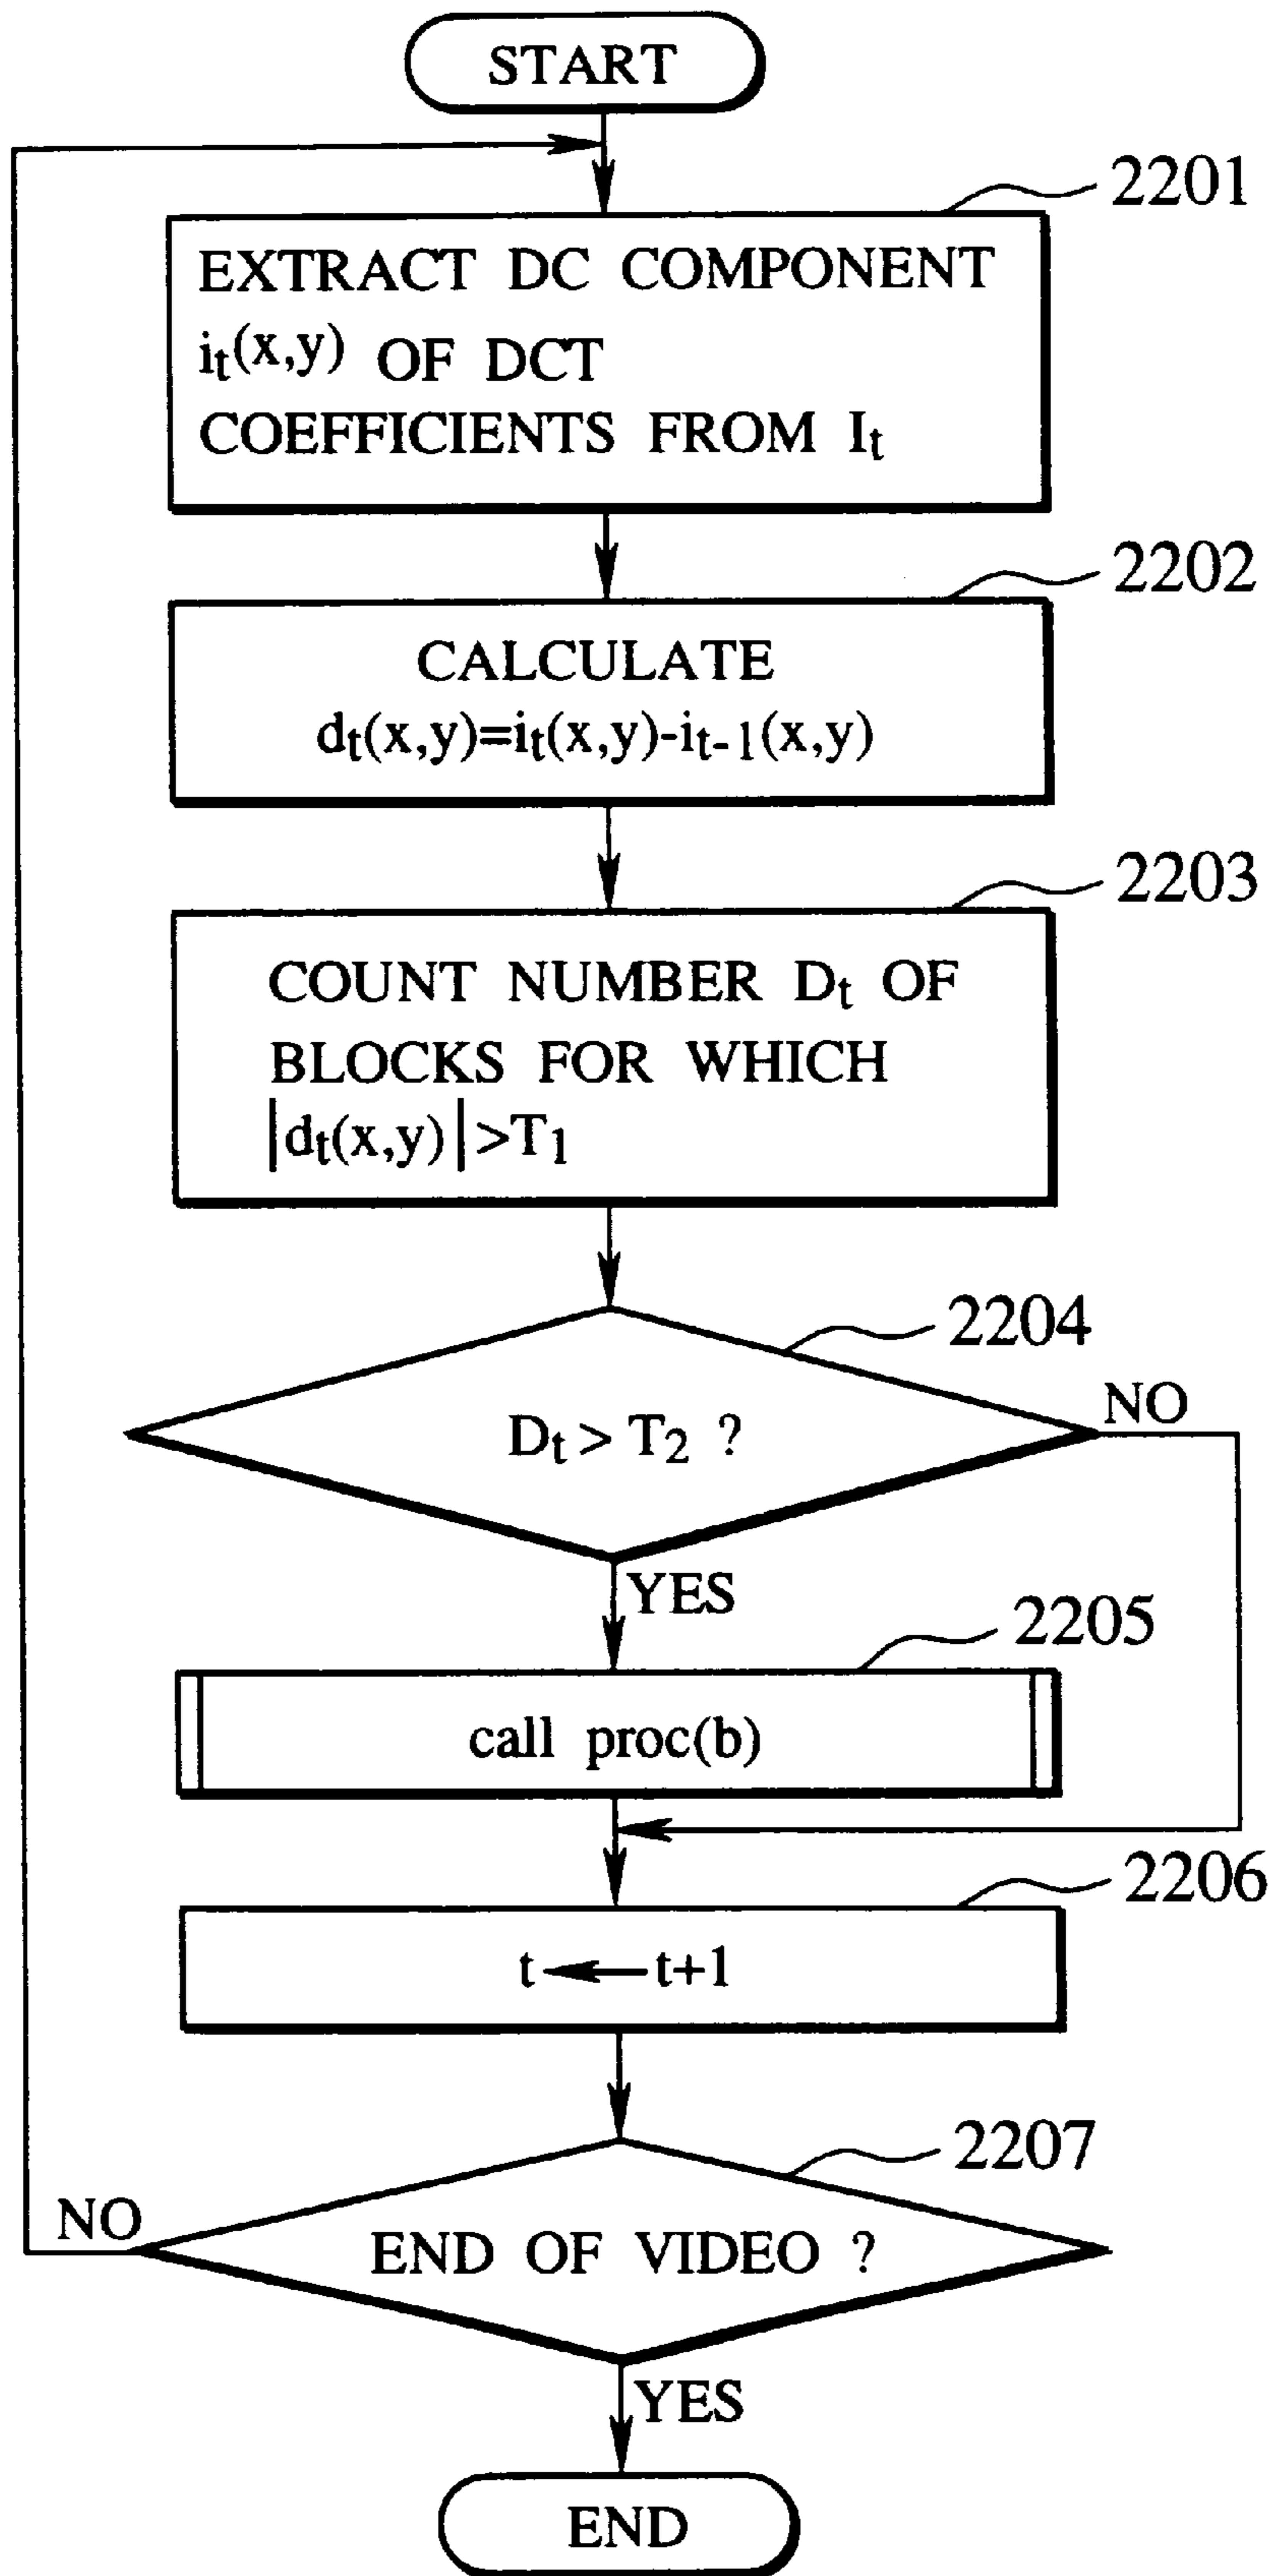 START
2201
EXTRACT DC COMPONENT
iₜ(x,y) OF DCT
COEFFICIENTS FROM Iₜ
2202
CALCULATE
dₜ(x,y)=iₜ(x,y)-iₜ₋₁(x,y)
2203
COUNT NUMBER Dₜ OF
BLOCKS FOR WHICH
|dₜ(x,y)|>T₁
2204
Dₜ > T₂ ?
NO
YES
2205
call proc(b)
2206
t ← t+1
2207
END OF VIDEO ?
NO
YES
END